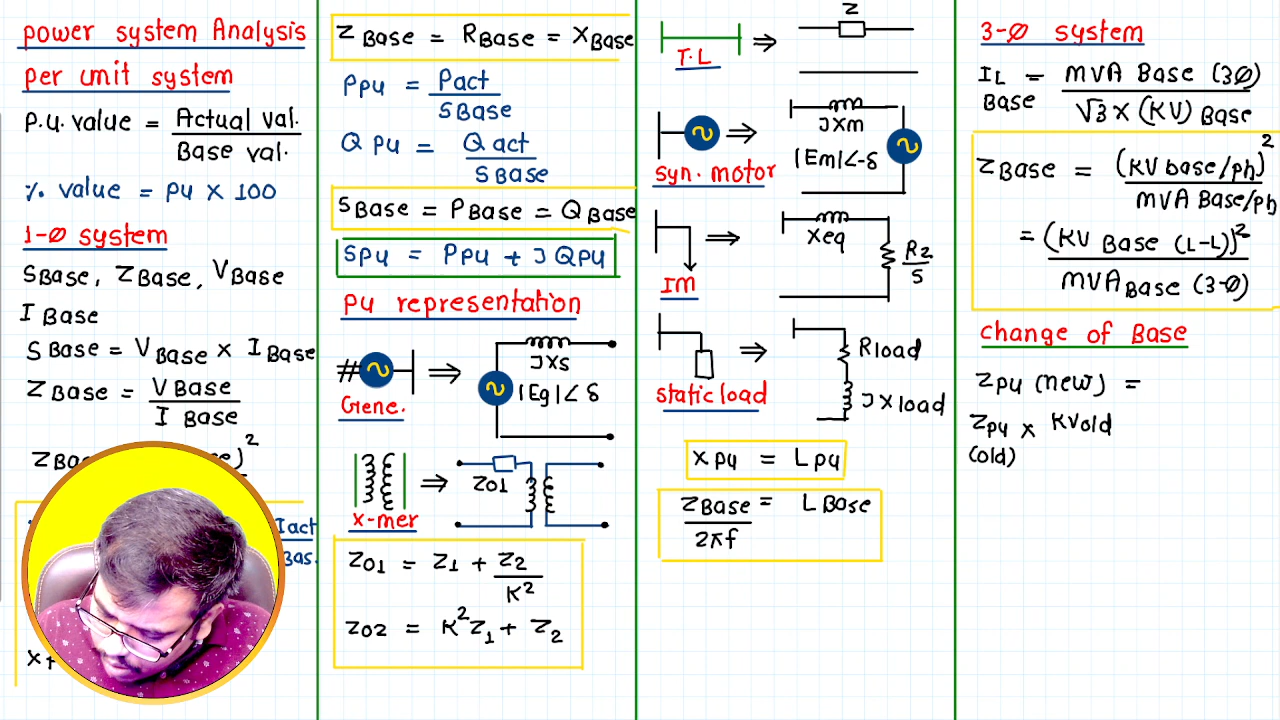 power system Analysis
per unit system
P.U. value = Actual val. / Base val.
% value = pu × 100
1-Ø system
SBase, ZBase, VBase
I Base
SBase = VBase × IBase
ZBase = VBase / I Base
2
Iact
ZBase = RBase = XBase
Ppu = Pact / SBase
Q pu = Q act / SBase
SBase = PBase = QBase
Spu = Ppu + JQpu
pu representation
Gene.
JXs
|Eg|∠δ
x-mer
Z01
Z01 = Z1 + Z2 / K²
Z02 = K²Z1 + Z2
T.L
Z
syn. motor
JXm
|Em|∠-δ
IM
Xeq
R2 / S
static load
Rload
JXload
Xpu = Lpu
ZBase / 2πf = LBase
3-Ø system
IL Base = MVA Base (3Ø) / √3 × (KV) Base
ZBase = (KV base/ph)² / MVA Base/ph
= (KV Base (L-L))² / MVABase (3-Ø)
change of Base
Zpu (new) =
Zpu × KVold
(old)